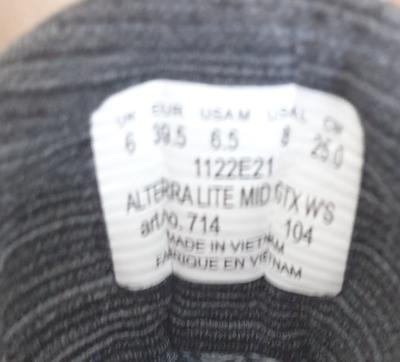 UK EUR USA M USA L CM
6 39.5 6.5 8 25.0
1122E21
ALTERRA LITE MID GTX WS
art.no. 714 104
MADE IN VIETNAM
FABRIQUE EN VIETNAM